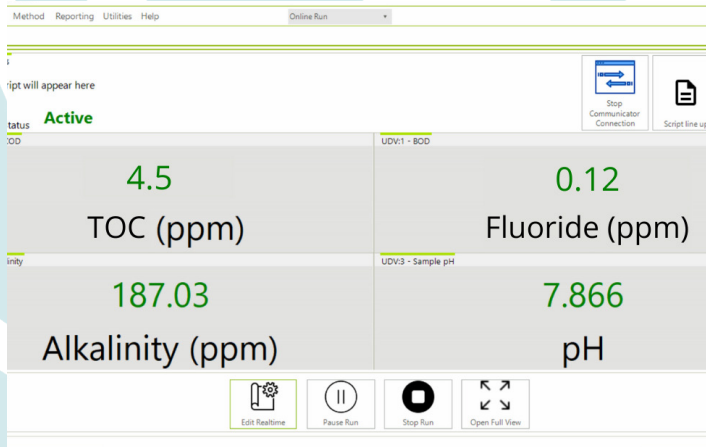 Method Reporting Utilities Help Online Run
ript will appear here
tatus Active
Stop
Communicator
Connection
Script line up
COD
UDV:1 - BOD
4.5
TOC (ppm)
0.12
Fluoride (ppm)
inity
UDV:3 - Sample pH
187.03
Alkalinity (ppm)
7.866
pH
Edit Realtime Pause Run Stop Run Open Full View